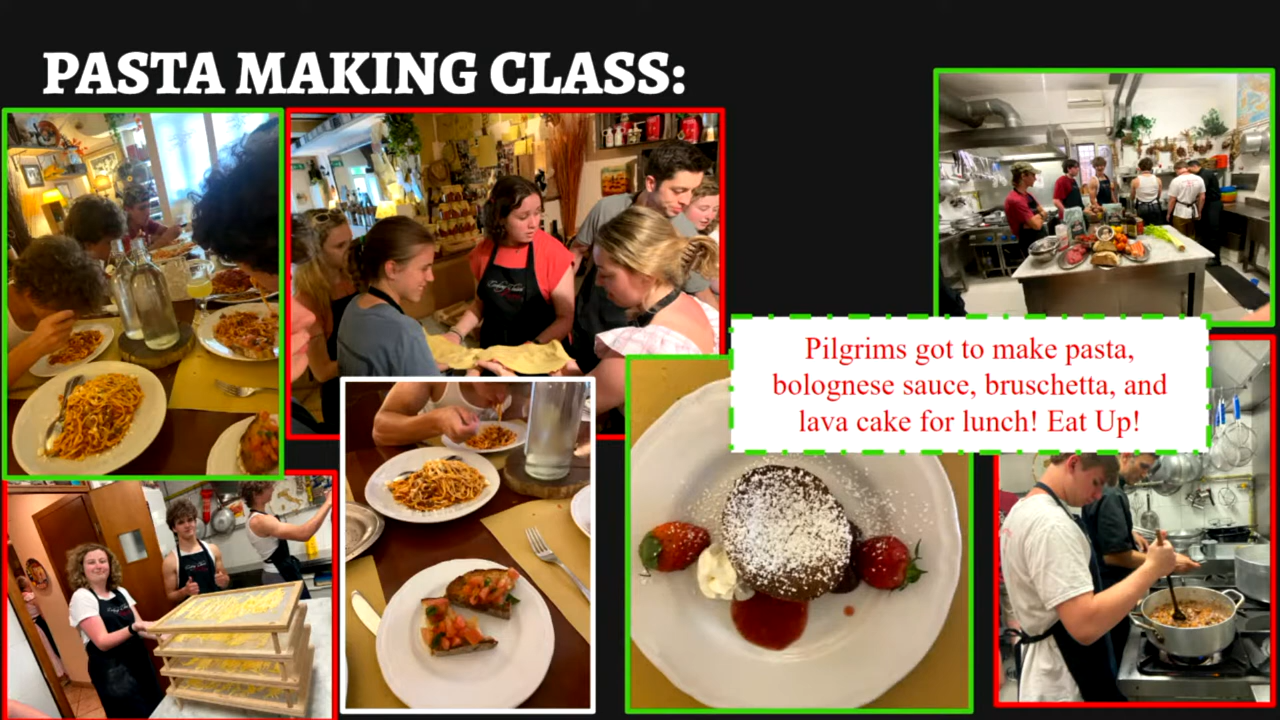 PASTA MAKING CLASS:
Pilgrims got to make pasta,
bolognese sauce, bruschetta, and
lava cake for lunch! Eat Up!